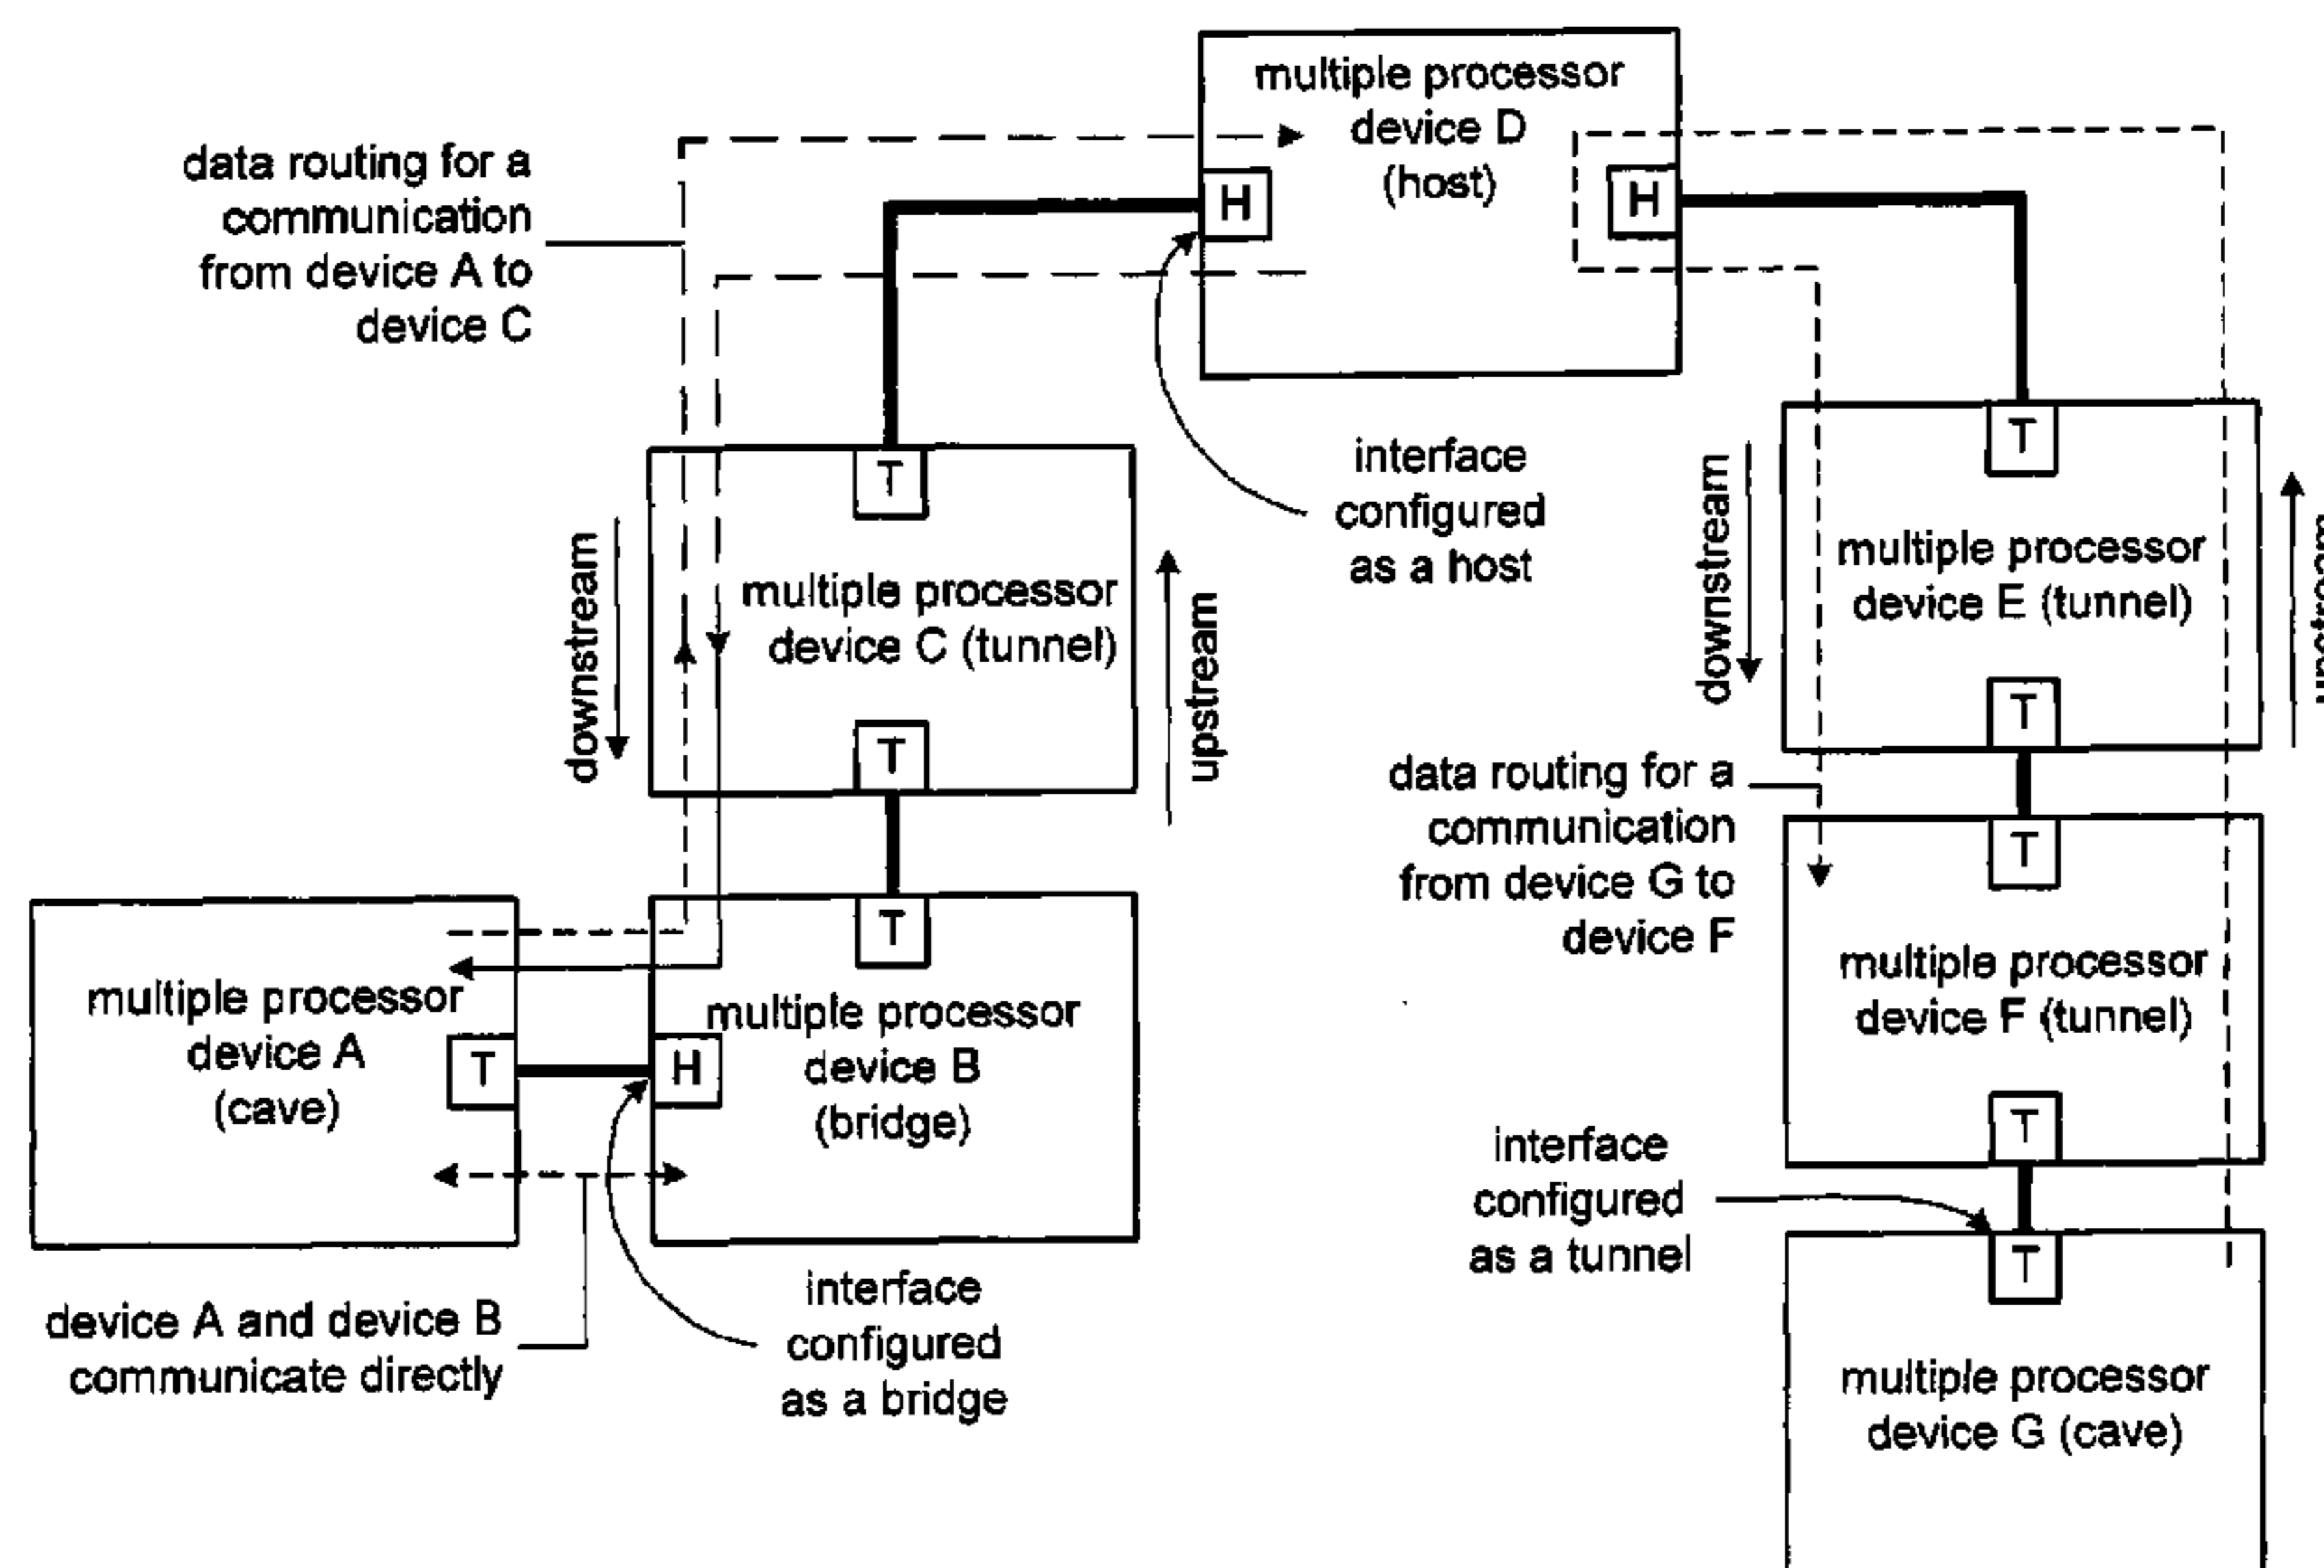 multiple processor
device D
(host)
H
H
data routing for a
communication
from device A to
device C
interface
configured
as a host
T
downstream
multiple processor
device C (tunnel)
upstream
T
T
downstream
multiple processor
device E (tunnel)
T
data routing for a
communication
from device G to
device F
T
multiple processor
device F (tunnel)
T
multiple processor
device A
(cave)
T
T
H
multiple processor
device B
(bridge)
device A and device B
communicate directly
interface
configured
as a bridge
interface
configured
as a tunnel
T
multiple processor
device G (cave)